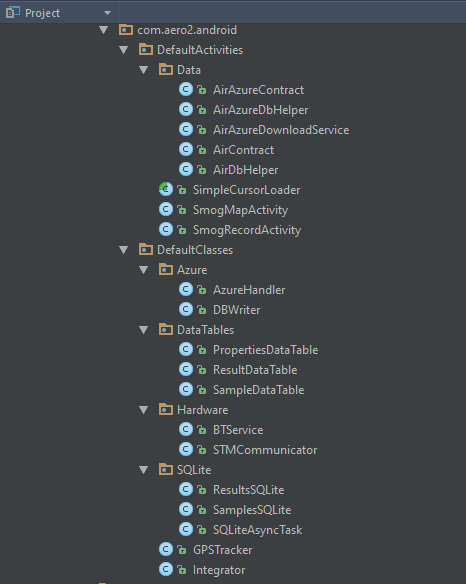 Project
com.aero2.android
DefaultActivities
Data
AirAzureContract
AirAzureDbHelper
AirAzureDownloadService
AirContract
AirDbHelper
SimpleCursorLoader
SmogMapActivity
SmogRecordActivity
DefaultClasses
Azure
AzureHandler
DBWriter
DataTables
PropertiesDataTable
ResultDataTable
SampleDataTable
Hardware
BTService
STMCommunicator
SQLite
ResultsSQLite
SamplesSQLite
SQLiteAsyncTask
GPSTracker
Integrator